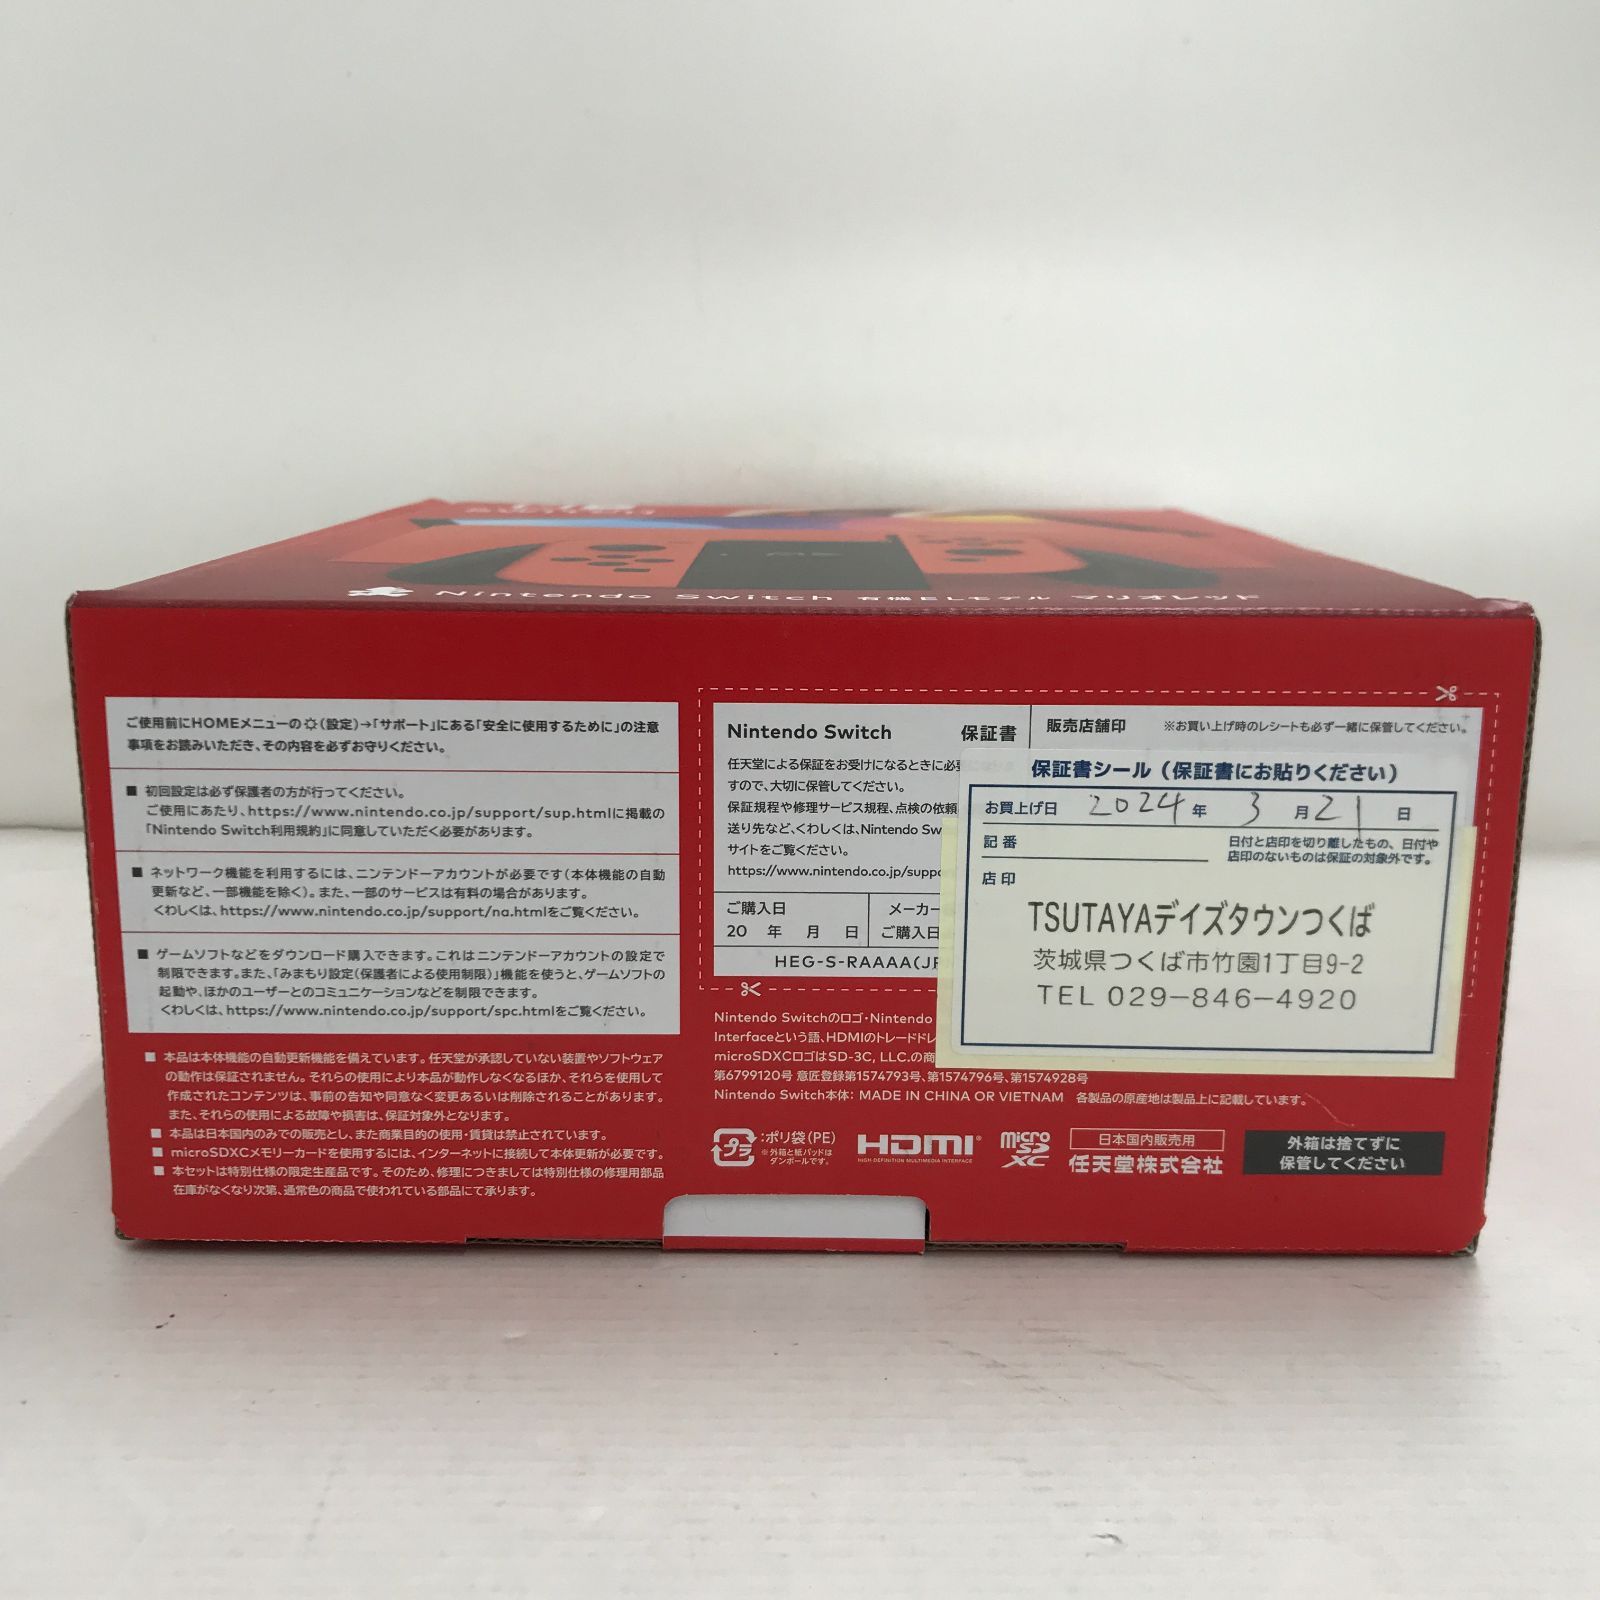 Nintendo Switch 有機ELモデル マリオレッド
ご使用前にHOMEメニューの(設定)→「サポート」にある「安全に使用するために」の注意
事項をお読みいただき、その内容を必ずお守りください。
■ 初回設定は必ず保護者の方が行ってください。
ご使用にあたり、https://www.nintendo.co.jp/support/sup.htmlに掲載の
「Nintendo Switch利用規約」に同意していただく必要があります。
■ ネットワーク機能を利用するには、ニンテンドーアカウントが必要です(本体機能の自動
更新など、一部機能を除く)。また、一部のサービスは有料の場合があります。
くわしくは、https://www.nintendo.co.jp/support/na.htmlをご覧ください。
■ ゲームソフトなどをダウンロード購入できます。これはニンテンドーアカウントの設定で
制限できます。また、「みまもり設定(保護者による使用制限)」機能を使うと、ゲームソフトの
起動や、ほかのユーザーとのコミュニケーションなどを制限できます。
くわしくは、https://www.nintendo.co.jp/support/spc.htmlをご覧ください。
■ 本品は本体機能の自動更新機能を備えています。任天堂が承認していない装置やソフトウェア
の動作は保証されません。それらの使用により本品が動作しなくなるほか、それらを使用して
作成されたコンテンツは、事前の告知や同意なく変更あるいは削除されることがあります。
また、それらの使用による故障や損害は、保証対象外となります。
■ 本品は日本国内のみでの販売とし、また商業目的の使用・賃貸は禁止されています。
■ microSDXCメモリーカードを使用するには、インターネットに接続して本体更新が必要です。
■ 本セットは特別仕様の限定生産品です。そのため、修理につきましては特別仕様の修理用部品
在庫がなくなり次第、通常色の商品で使われている部品にて承ります。
Nintendo Switch 保証書
任天堂による保証をお受けになるときに必
すので、大切に保管してください。
保証規程や修理サービス規程、点検の依頼
送り先など、くわしくは、Nintendo Sw
サイトをご覧ください。
https://www.nintendo.co.jp/suppo
ご購入日
20 年 月 日
メーカー
ご購入日
HEG-S-RAAAA(JP
販売店舗印 ※お買い上げ時のレシートも必ず一緒に保管してください。
保証書シール(保証書にお貼りください)
お買上げ日 2024年 3月21日
記番
日付と店印を切り離したもの、日付や
店印のないものは保証の対象外です。
店印
TSUTAYAデイズタウンつくば
茨城県つくば市竹園1丁目9-2
TEL 029-846-4920
Nintendo Switchのロゴ・Nintendo
Interfaceという語、HDMIのトレードドレ
microSDXCロゴはSD-3C, LLC.の商
第6799120号 意匠登録第1574793号、第1574796号、第1574928号
Nintendo Switch本体: MADE IN CHINA OR VIETNAM 各製品の原産地は製品上に記載しています。
プラ
:ポリ袋(PE)
※外箱と紙パッドは
ダンボールです。
HDMI
HIGH-DEFINITION MULTIMEDIA INTERFACE
micro SD XC
日本国内販売用
任天堂株式会社
外箱は捨てずに
保管してください